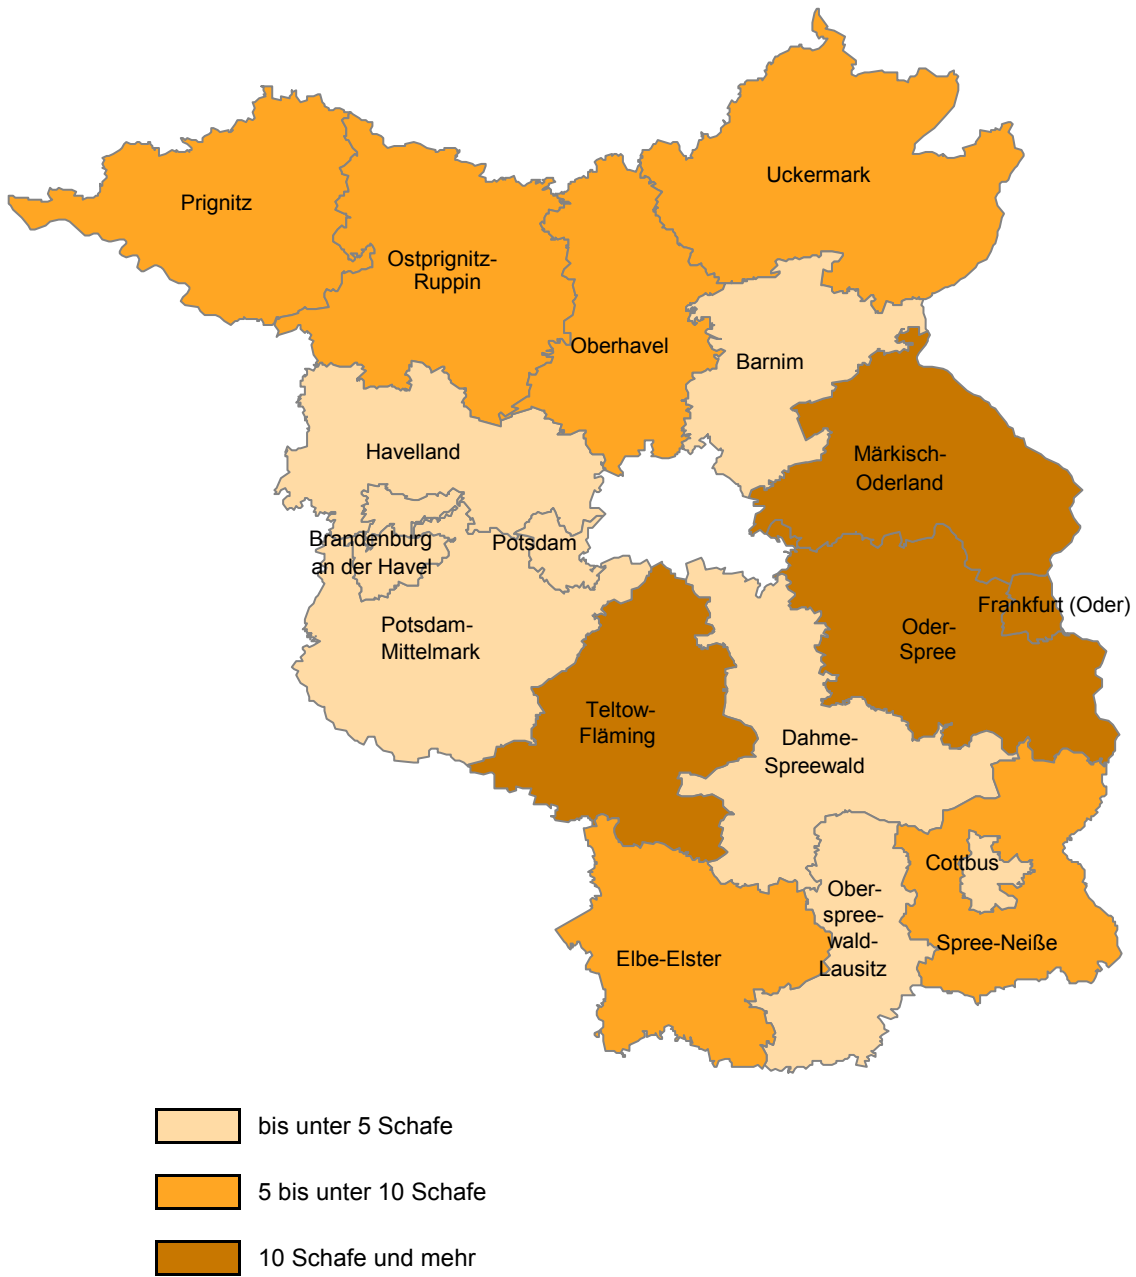 Uckermark
Prignitz
Ostprignitz-
Ruppin
Oberhavel
Barnim
Havelland
Märkisch-
Oderland
Brandenburg
an der Havel
Potsdam
Frankfurt (Oder)
Potsdam-
Mittelmark
Oder-
Spree
Teltow-
Fläming
Dahme-
Spreewald
Cottbus
Ober-
spree-
wald-
Lausitz
Spree-Neiße
Elbe-Elster
bis unter 5 Schafe
5 bis unter 10 Schafe
10 Schafe und mehr